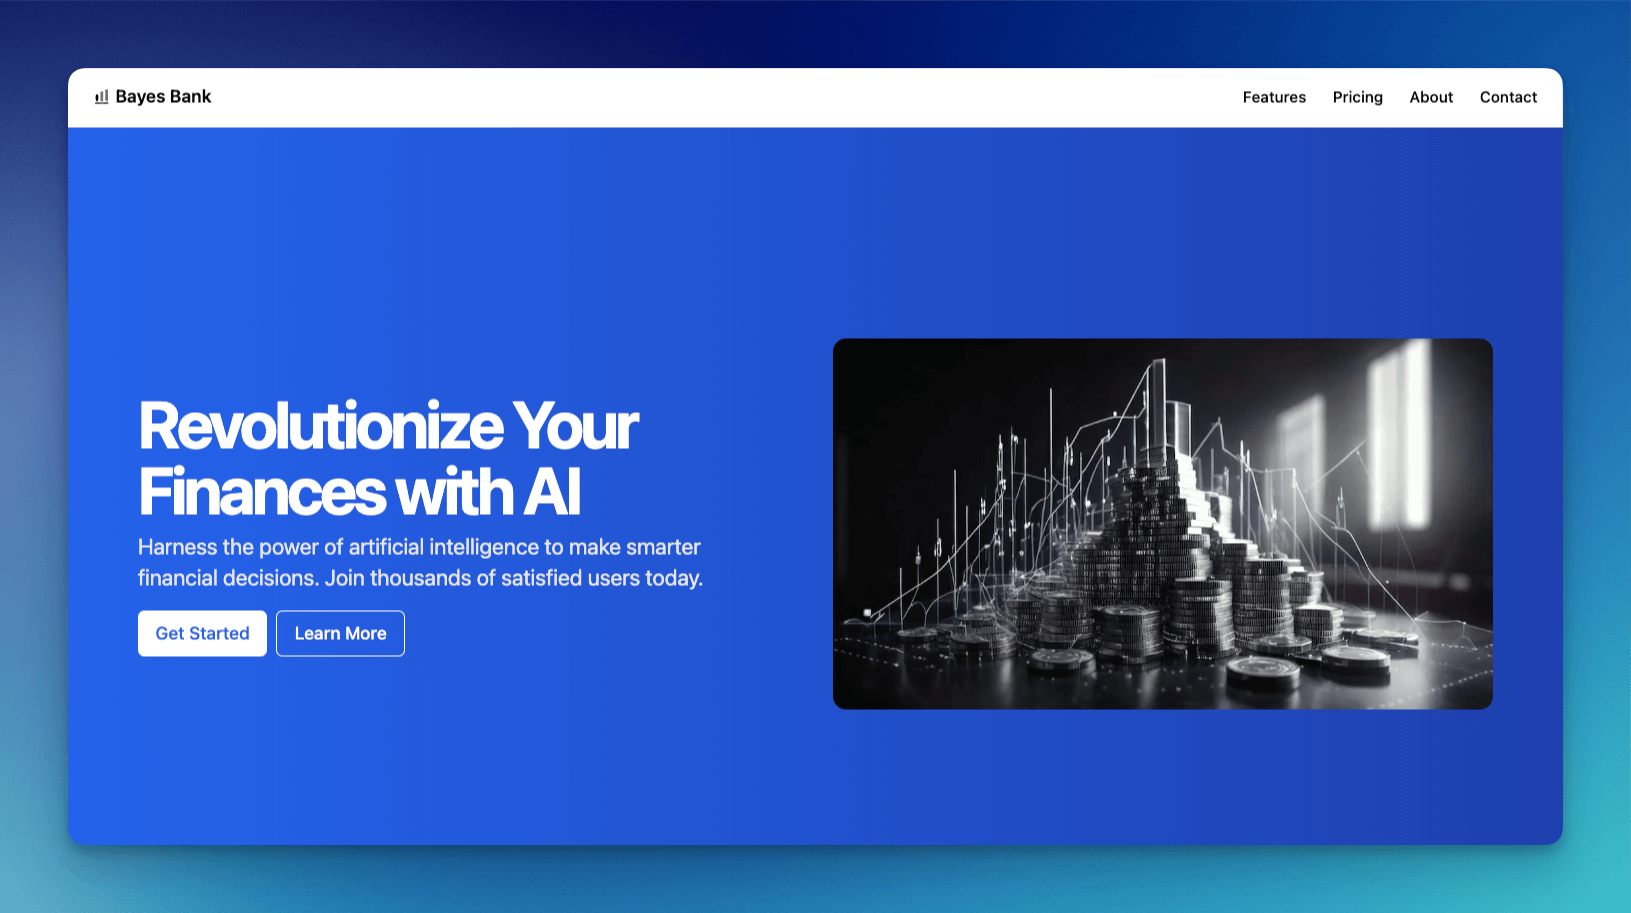 Bayes Bank
Features
Pricing
About
Contact
Revolutionize Your
Finances with AI
Harness the power of artificial intelligence to make smarter
financial decisions. Join thousands of satisfied users today.
Get Started
Learn More